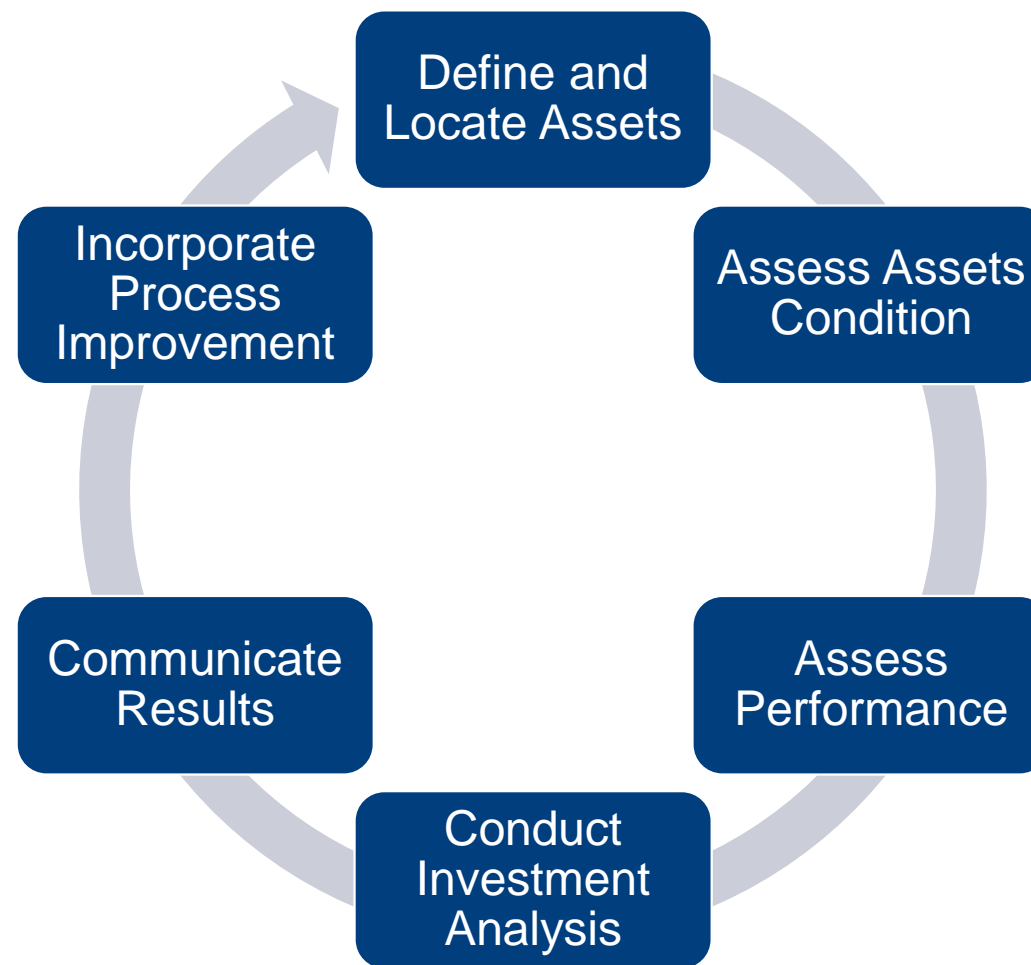 Define and
Locate Assets
Assess Assets
Condition
Assess
Performance
Conduct
Investment
Analysis
Communicate
Results
Incorporate
Process
Improvement